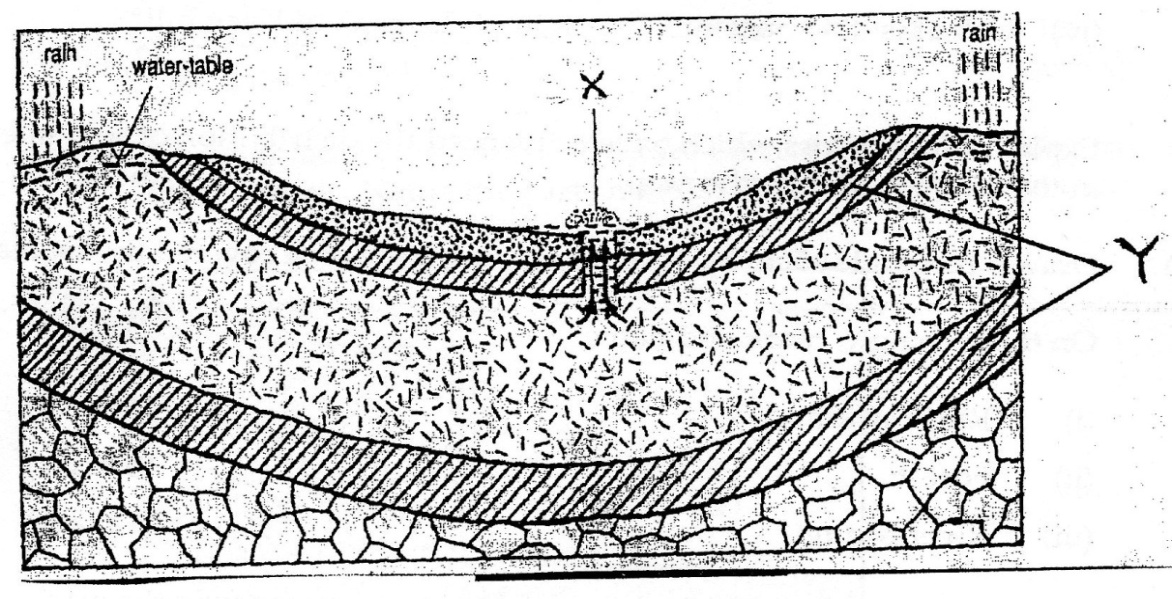 rain
rain
water-table
X
Y